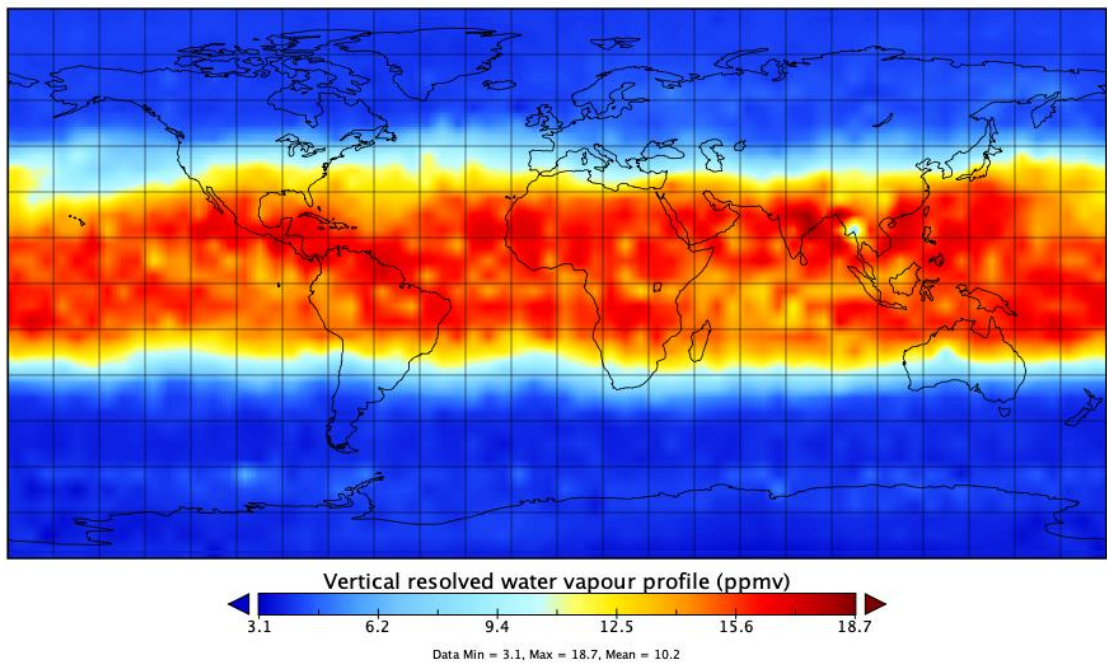 Vertical resolved water vapour profile (ppmv)
3.1 6.2 9.4 12.5 15.6 18.7
Data Min = 3.1, Max = 18.7, Mean = 10.2